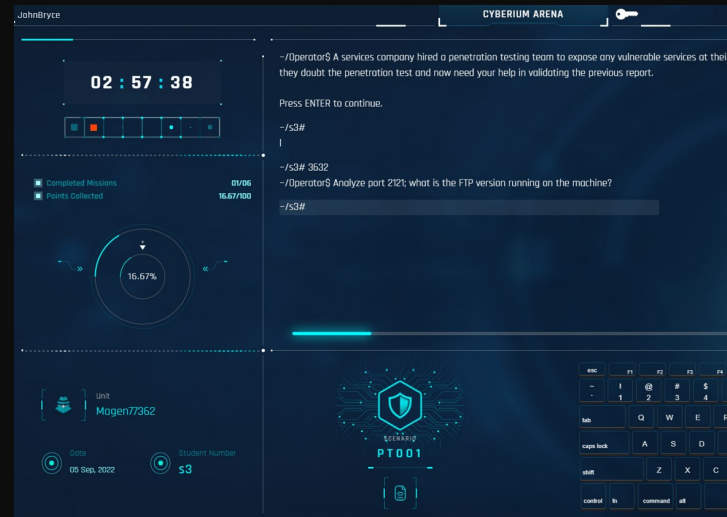 JahnBryce
CYBERIUM ARENA
02 : 57 : 38
~/Operator$ A services company hired a penetration testing team to expose any vulnerable services at thei
they doubt the penetration test and now need your help in validating the previous report.
Press ENTER to continue.
~/s3#
~/s3# 3632
~/Operator$ Analyze port 2121; what is the FTP version running on the machine?
~/s3#
Completed Missions 01/06
Points Collected 16.67/100
16.67%
Unit
Magen77362
Date
05 Sep, 2022
Student Number
s3
SCENARIO
PT001
esc F1 F2 F3 F4
~ ! @ # $
` 1 2 3 4
tab Q W E R
caps lock A S D
shift Z X C
control fn command alt